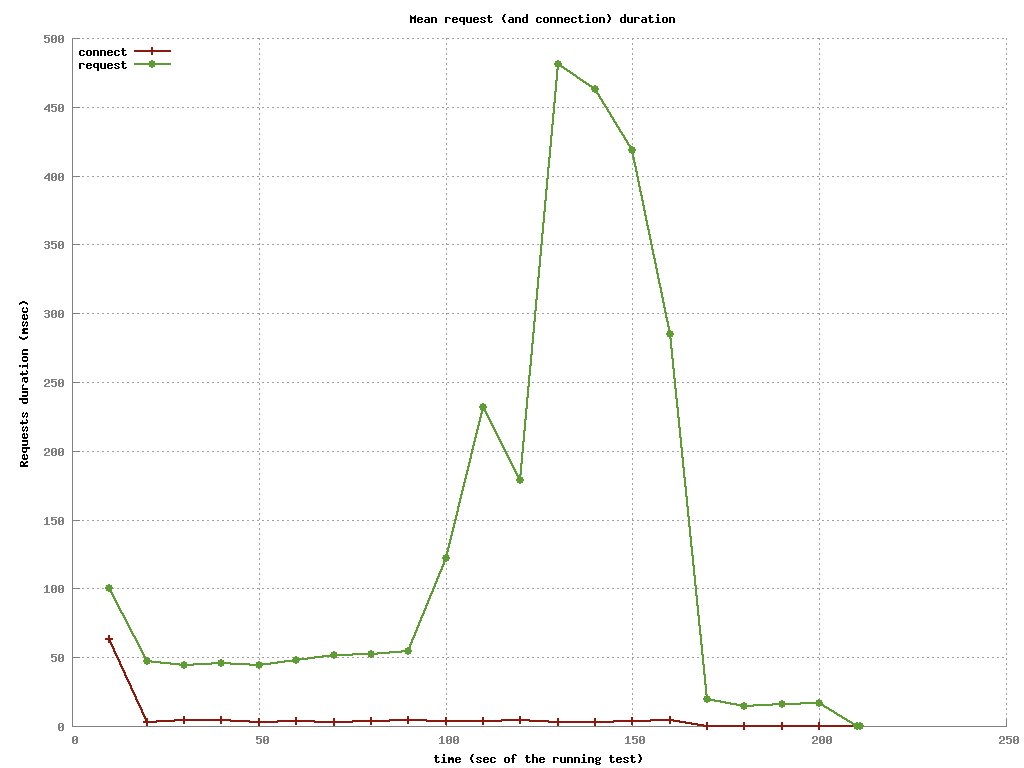 Mean request (and connection) duration
500
connect
request
450
400
350
300
250
200
150
100
50
0
Requests duration (msec)
0 50 100 150 200 250
time (sec of the running test)